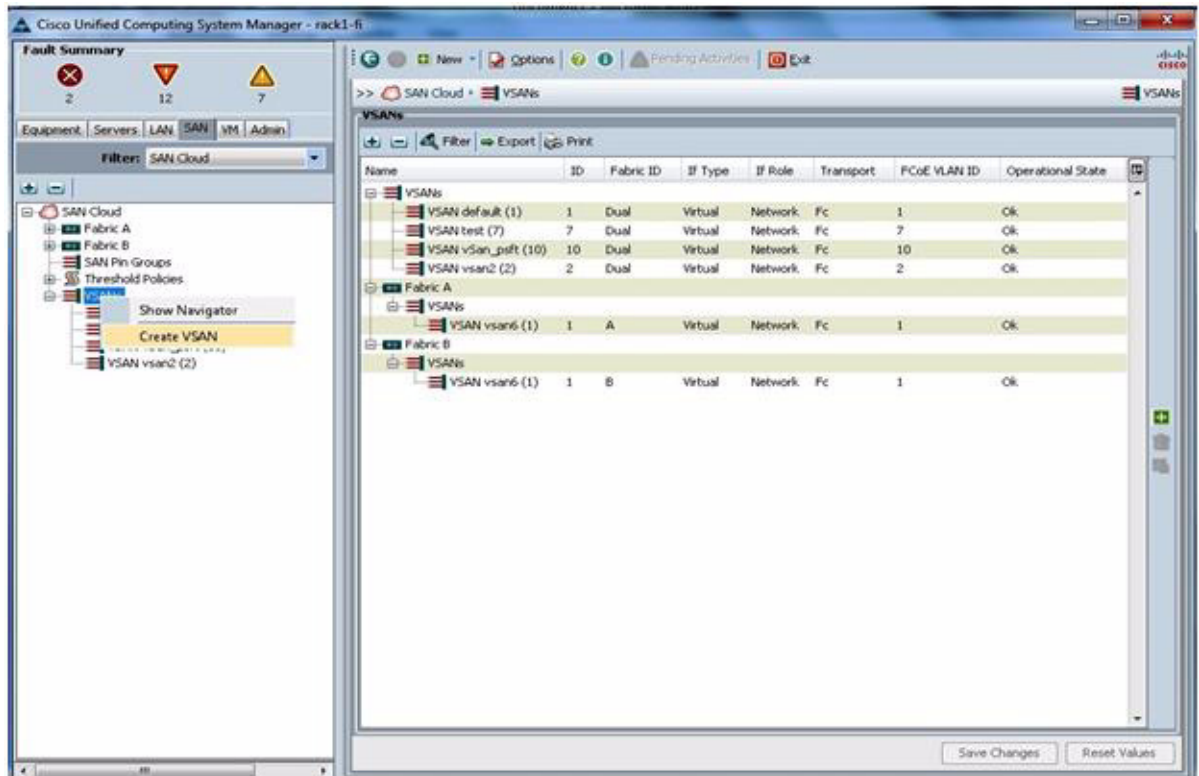 Cisco Unified Computing System Manager - rack1-fi
Fault Summary
2 12 7
Equipment Servers LAN SAN VM Admin
Filter: SAN Cloud
SAN Cloud
Fabric A
Fabric B
SAN Pin Groups
Threshold Policies
VSANs
Show Navigator
Create VSAN
VSAN vsan2 (2)
New Options Pending Activities Exit
CISCO
>> SAN Cloud VSANs VSANs
VSANs
Filter Export Print
Name ID Fabric ID If Type If Role Transport FCoE VLAN ID Operational State
VSANs
VSAN default (1) 1 Dual Virtual Network Fc 1 Ok
VSAN test (7) 7 Dual Virtual Network Fc 7 Ok
VSAN vSan_psft (10) 10 Dual Virtual Network Fc 10 Ok
VSAN vsan2 (2) 2 Dual Virtual Network Fc 2 Ok
Fabric A
VSANs
VSAN vsan6 (1) 1 A Virtual Network Fc 1 Ok
Fabric B
VSANs
VSAN vsan6 (1) 1 B Virtual Network Fc 1 Ok
Save Changes Reset Values